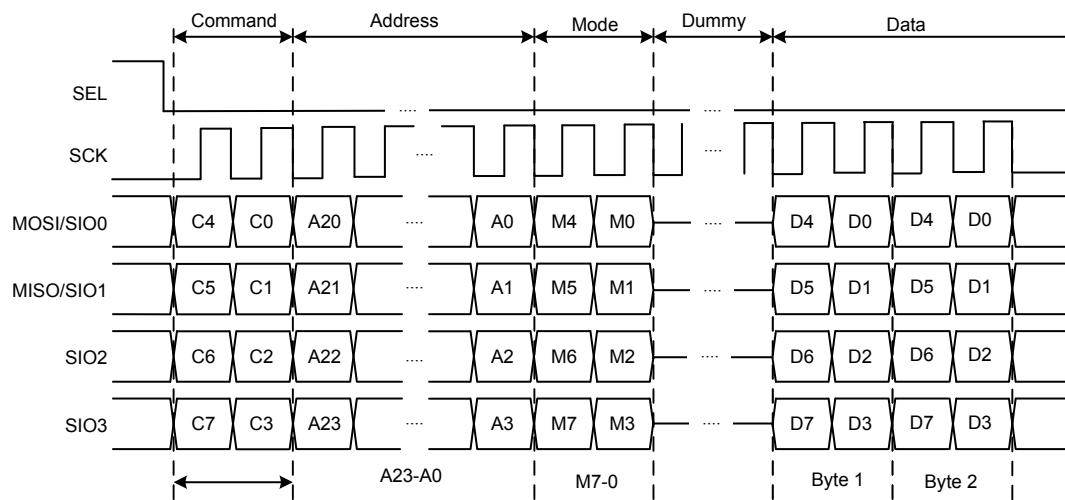 Command Address Mode Dummy Data
SEL ···· ····
SCK ···· ····
MOSI/SIO0 C4 C0 A20 ···· A0 M4 M0 ···· D4 D0 D4 D0
MISO/SIO1 C5 C1 A21 ···· A1 M5 M1 ···· D5 D1 D5 D1
SIO2 C6 C2 A22 ···· A2 M6 M2 ···· D6 D2 D6 D2
SIO3 C7 C3 A23 ···· A3 M7 M3 ···· D7 D3 D7 D3
A23-A0 M7-0 Byte 1 Byte 2